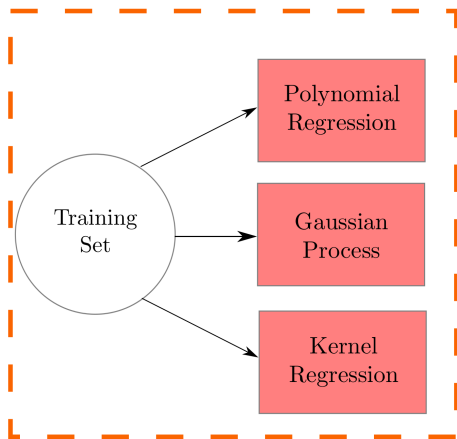 Polynomial
Regression
Training
Set
Gaussian
Process
Kernel
Regression